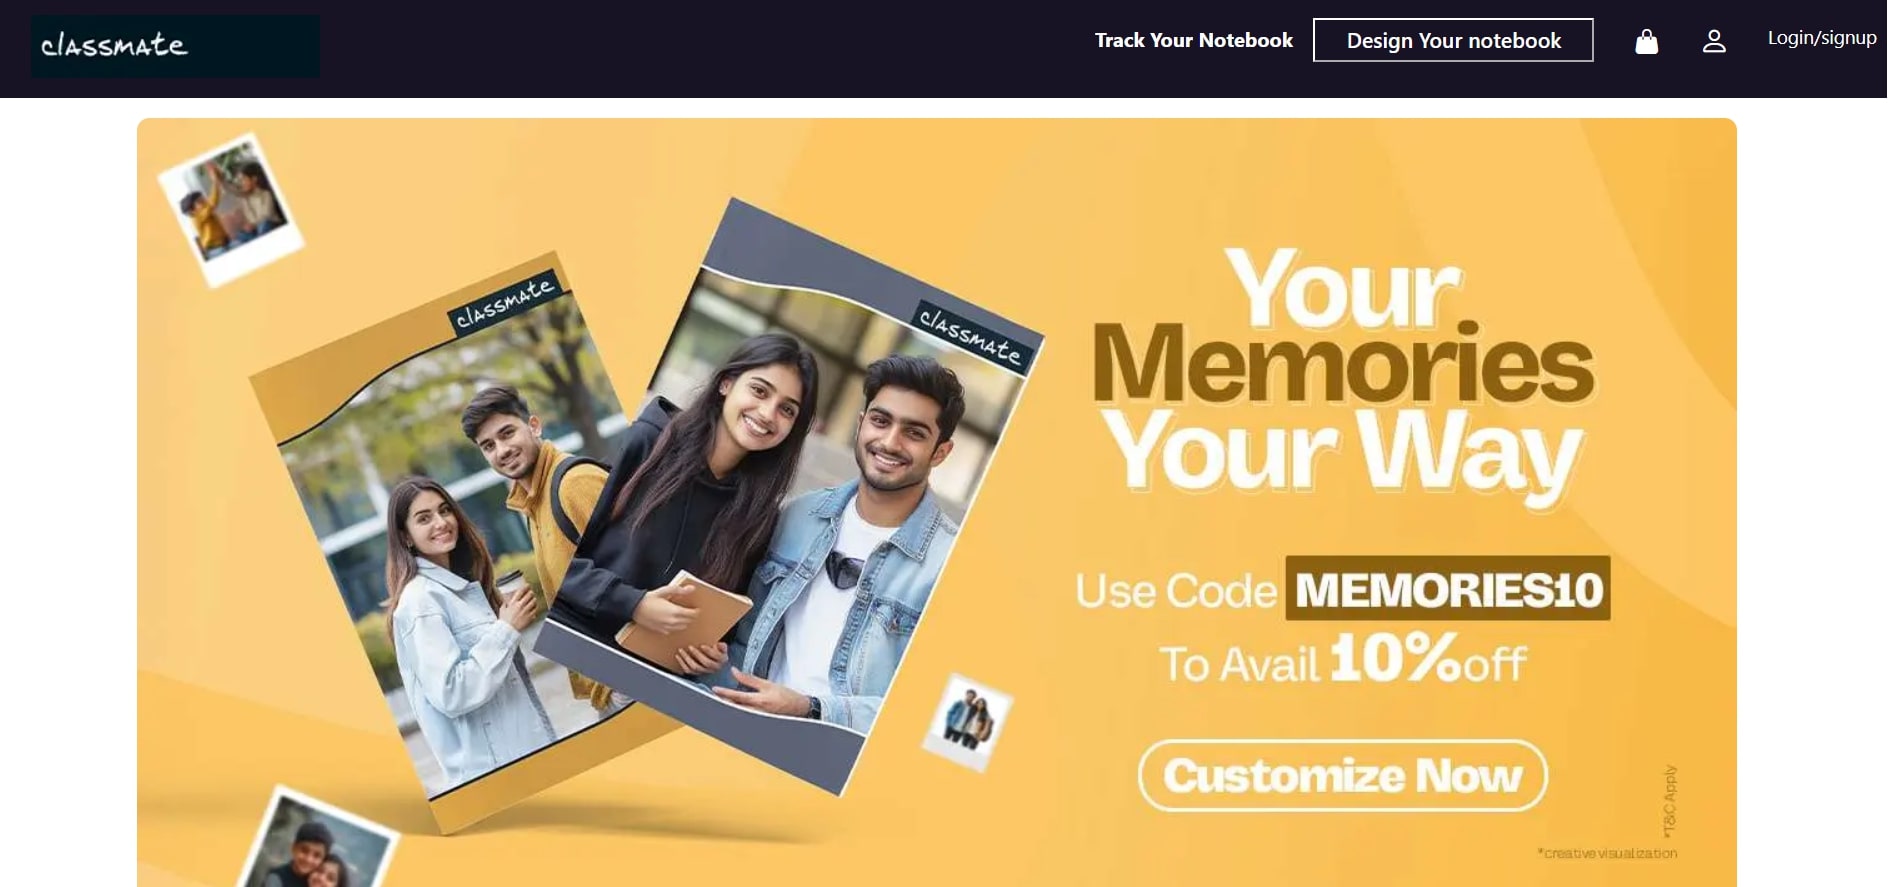 classmate
Track Your Notebook
Design Your notebook
Login/signup
classmate
classmate
Your
Memories
Your Way
Use Code MEMORIES10
To Avail 10%off
Customize Now
*T&C Apply
*creative visualization